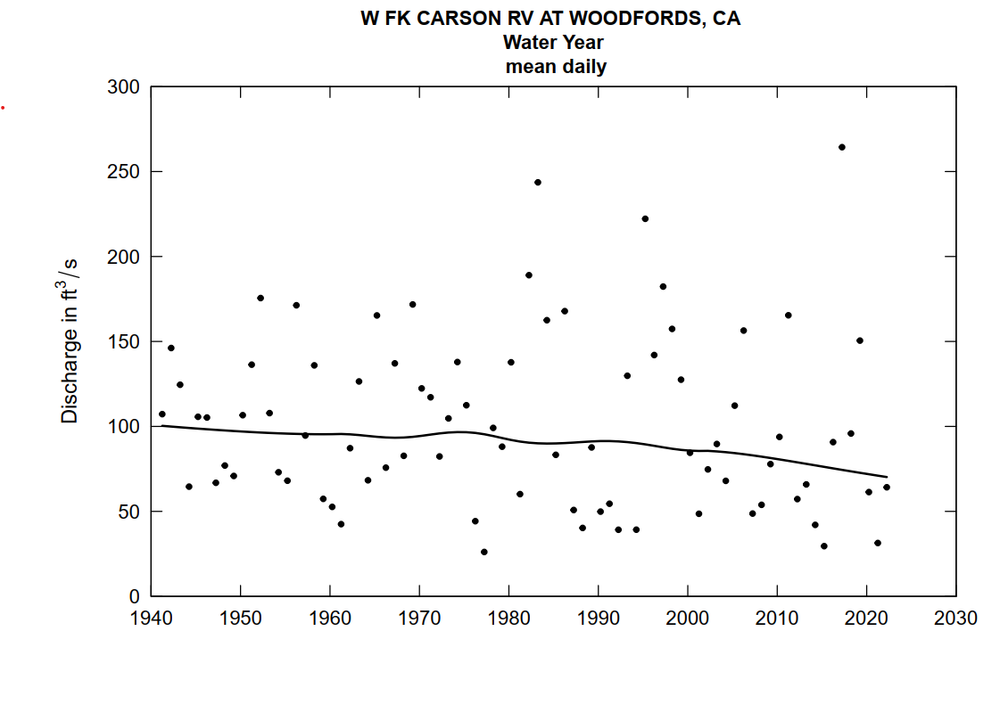 W FK CARSON RV AT WOODFORDS, CA
Water Year
mean daily
300
250
200
150
100
50
0
Discharge in ft³/s
1940 1950 1960 1970 1980 1990 2000 2010 2020 2030